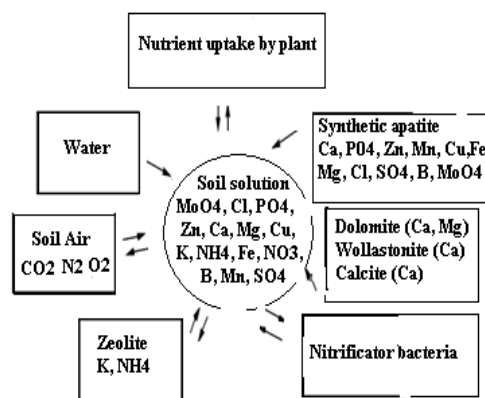 Nutrient uptake by plant
Water
Synthetic apatite
Ca, PO4, Zn, Mn, Cu,Fe
Mg, Cl, SO4, B, MoO4
Soil solution
MoO4, Cl, PO4,
Zn, Ca, Mg, Cu,
K, NH4, Fe, NO3,
B, Mn, SO4
Soil Air
CO2 N2 O2
Dolomite (Ca, Mg)
Wollastonite (Ca)
Calcite (Ca)
Zeolite
K, NH4
Nitrificator bacteria